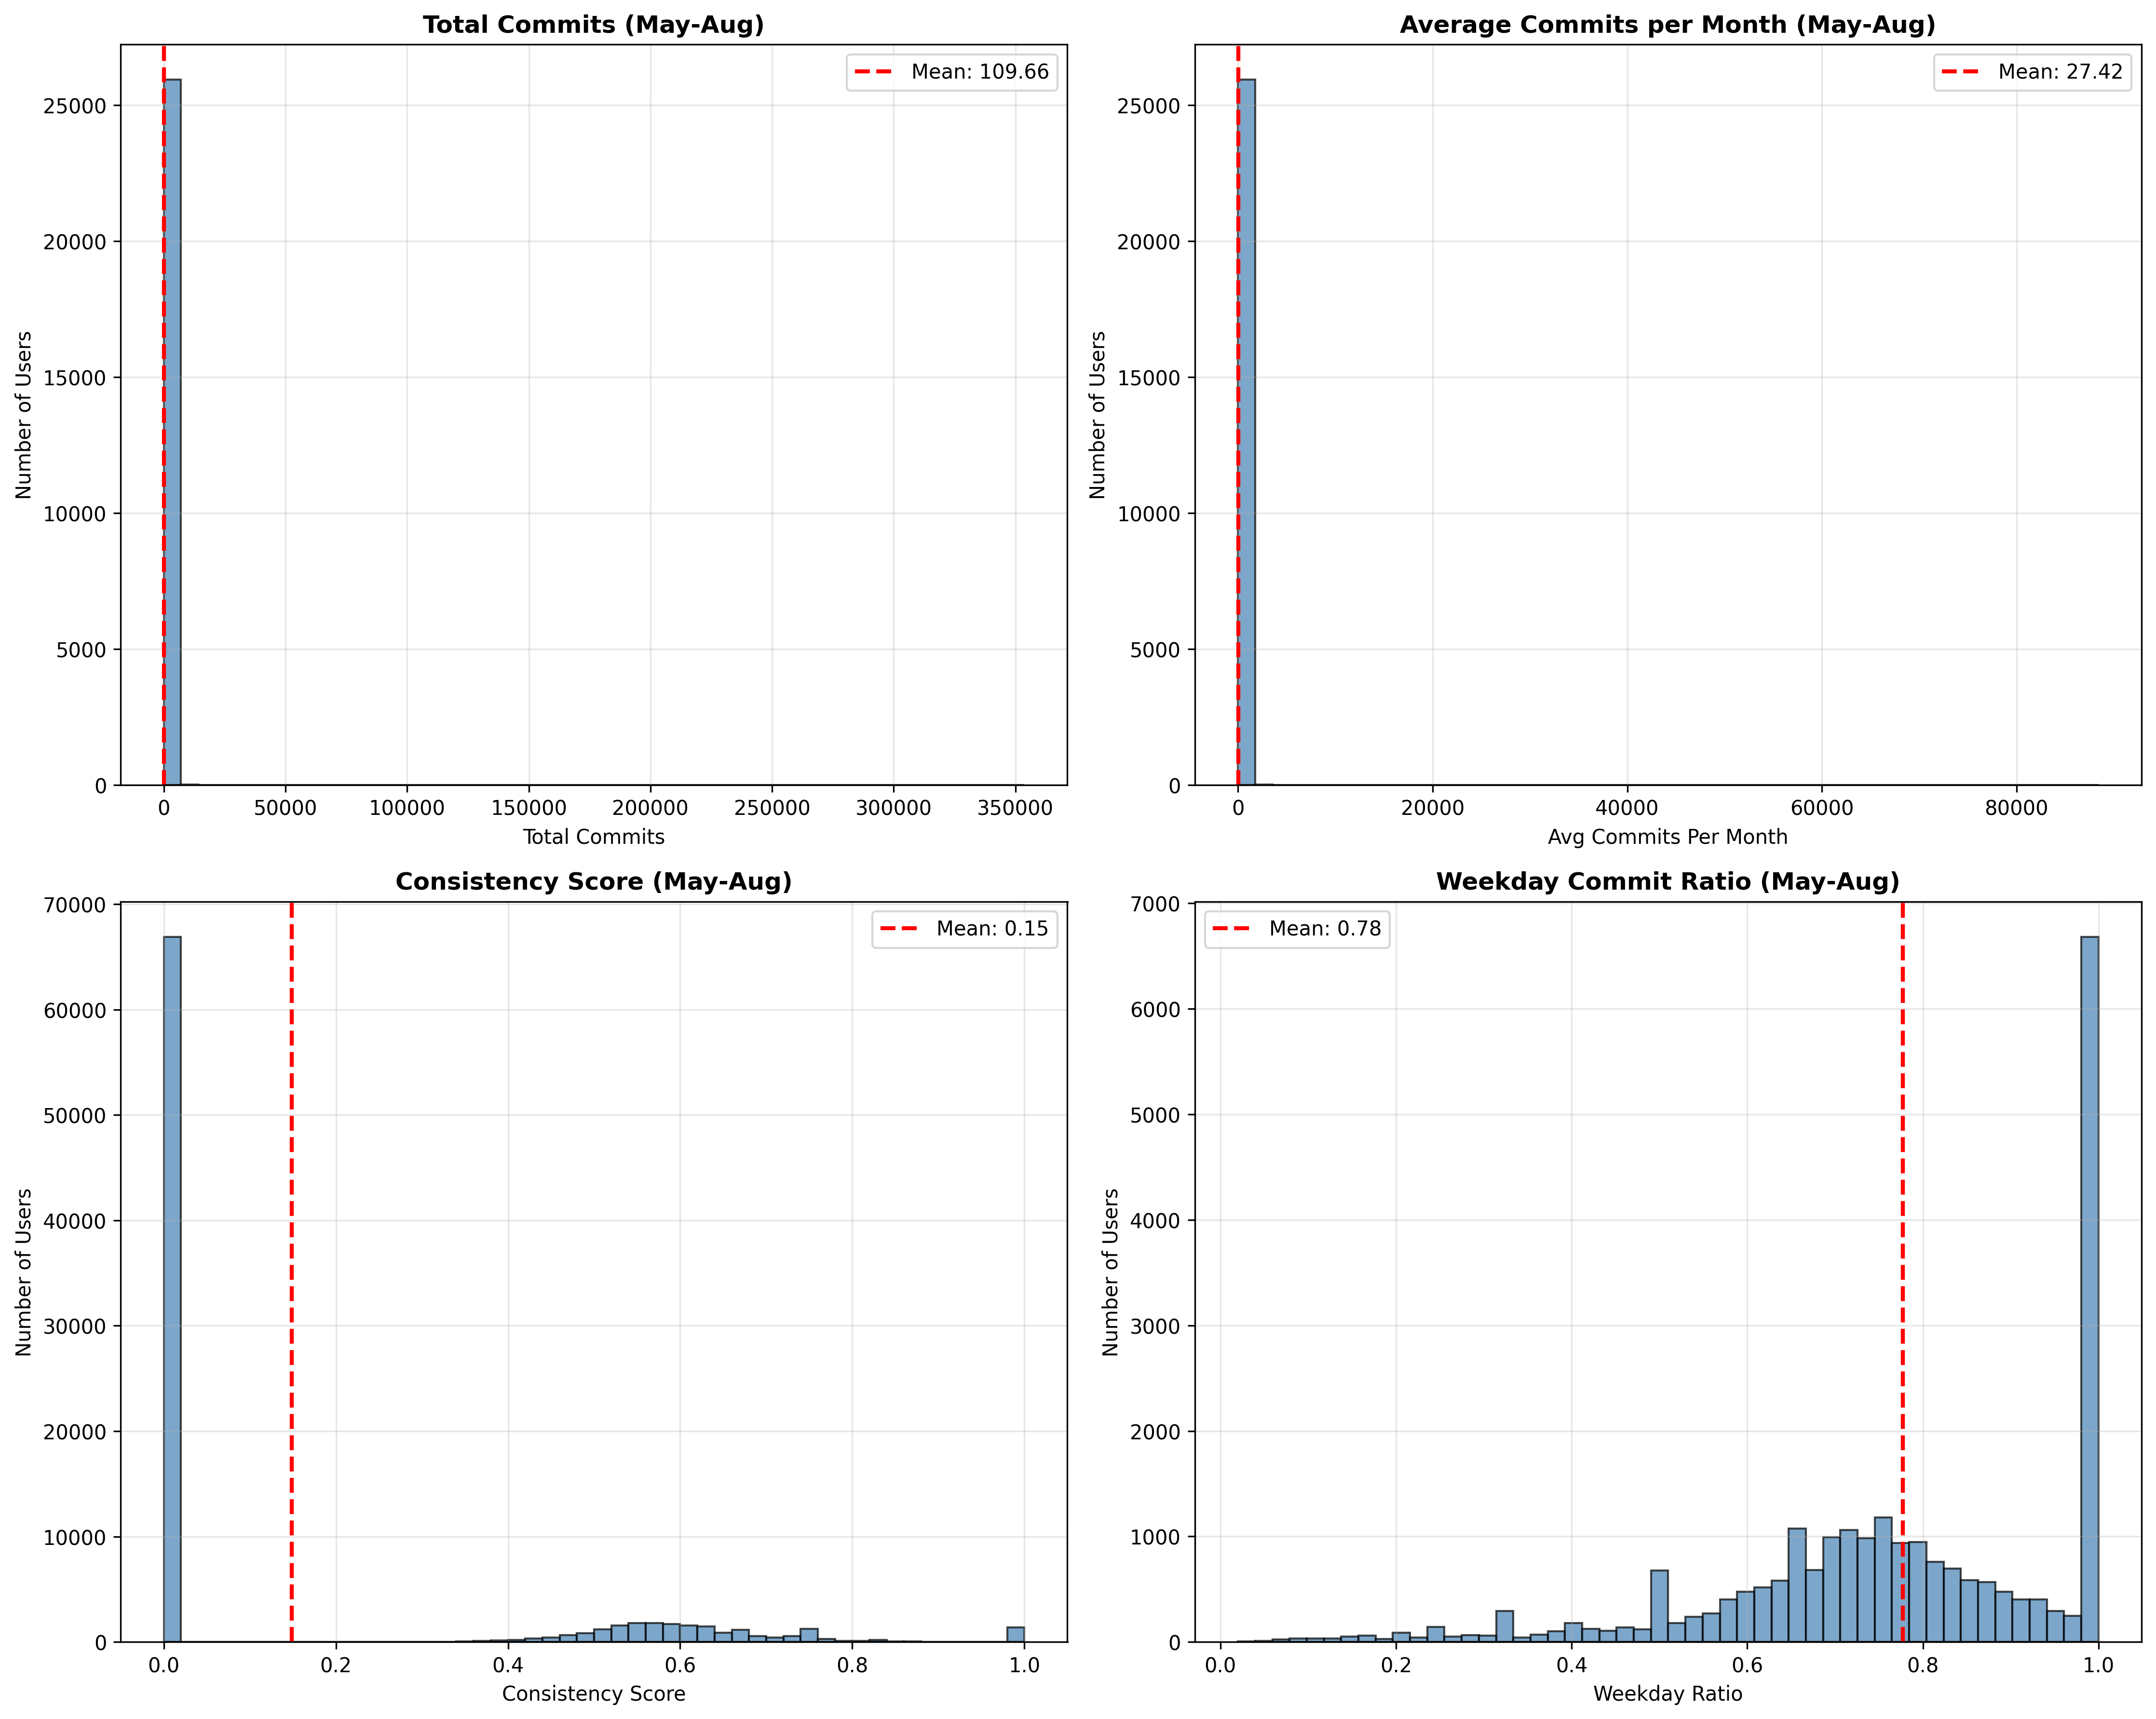 Total Commits (May-Aug)
Mean: 109.66
Number of Users
25000
20000
15000
10000
5000
0
0 50000 100000 150000 200000 250000 300000 350000
Total Commits
Average Commits per Month (May-Aug)
Mean: 27.42
Number of Users
25000
20000
15000
10000
5000
0
0 20000 40000 60000 80000
Avg Commits Per Month
Consistency Score (May-Aug)
Mean: 0.15
Number of Users
70000
60000
50000
40000
30000
20000
10000
0
0.0 0.2 0.4 0.6 0.8 1.0
Consistency Score
Weekday Commit Ratio (May-Aug)
Mean: 0.78
Number of Users
7000
6000
5000
4000
3000
2000
1000
0
0.0 0.2 0.4 0.6 0.8 1.0
Weekday Ratio